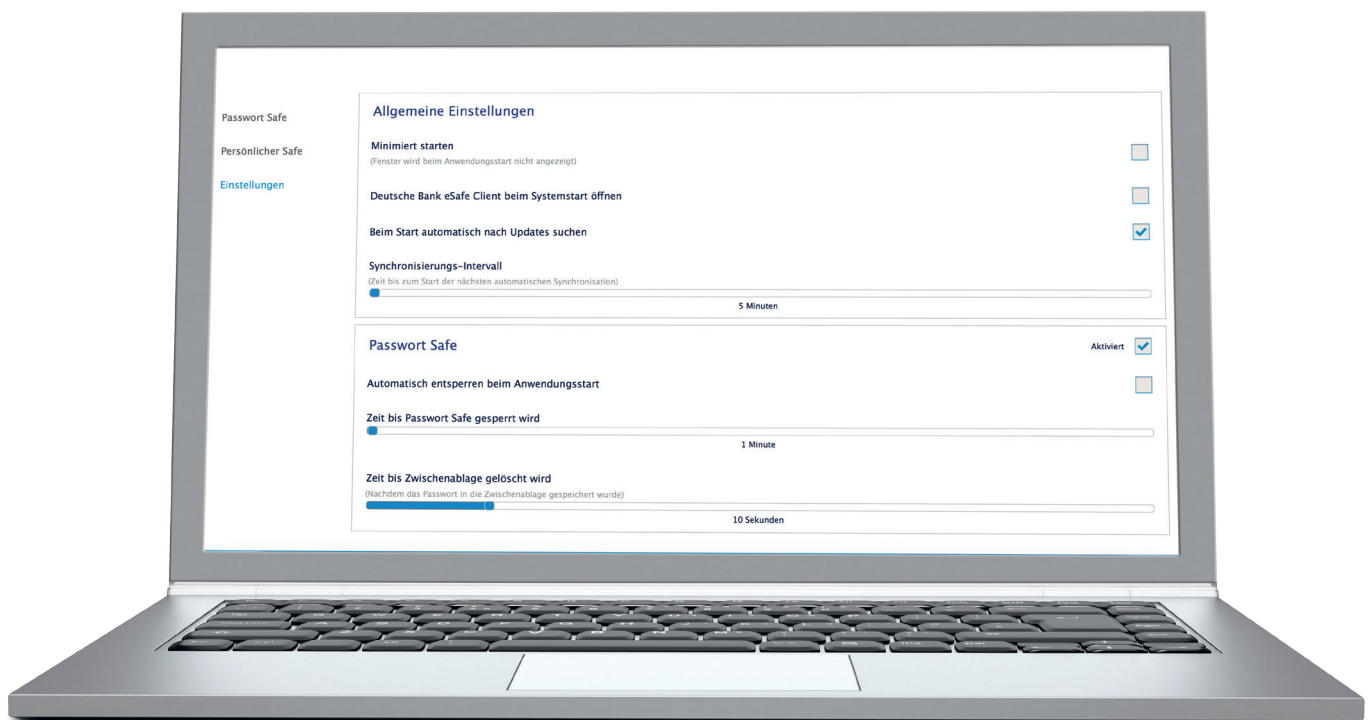 Passwort Safe
Persönlicher Safe
Einstellungen
Allgemeine Einstellungen
Minimiert starten
(Fenster wird beim Anwendungsstart nicht angezeigt)
Deutsche Bank eSafe Client beim Systemstart öffnen
Beim Start automatisch nach Updates suchen
Synchronisierungs-Intervall
(Zeit bis zum Start der nächsten automatischen Synchronisation)
5 Minuten
Passwort Safe
Aktiviert
Automatisch entsperren beim Anwendungsstart
Zeit bis Passwort Safe gesperrt wird
1 Minute
Zeit bis Zwischenablage gelöscht wird
(Nachdem das Passwort in die Zwischenablage gespeichert wurde)
10 Sekunden